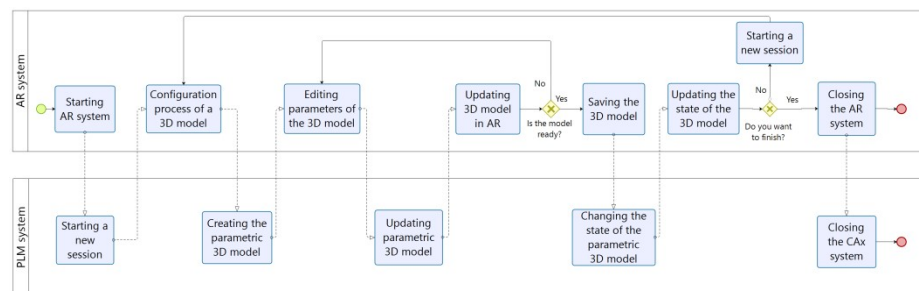 AR system
Starting
AR system
Configuration
process of a
3D model
Editing
parameters of
the 3D model
Updating
3D model
in AR
No
Yes
Is the model
ready?
Saving the
3D model
Updating the
state of the
3D model
Starting a
new session
No
Yes
Do you want
to finish?
Closing
the AR
system
PLM system
Starting a
new
session
Creating the
parametric
3D model
Updating
parametric
3D model
Changing the
state of the
parametric
3D model
Closing
the CAx
system